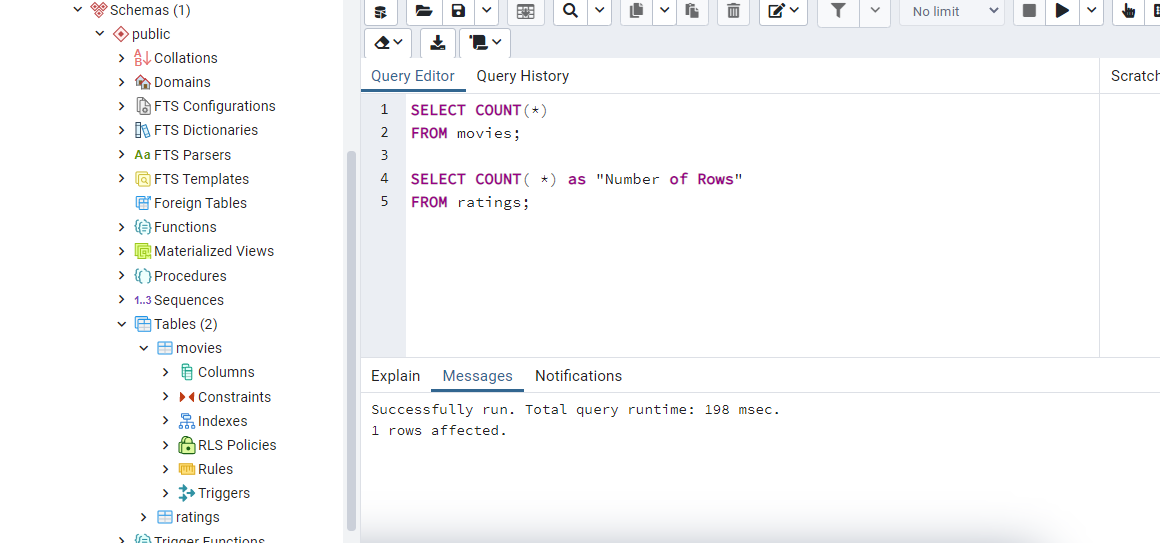 Schemas (1)
public
Collations
Domains
FTS Configurations
FTS Dictionaries
Aa FTS Parsers
FTS Templates
Foreign Tables
Functions
Materialized Views
Procedures
1..3 Sequences
Tables (2)
movies
Columns
Constraints
Indexes
RLS Policies
Rules
Triggers
ratings
Trigger Functions
No limit
Query Editor Query History
Scratch
1 SELECT COUNT(*)
2 FROM movies;
3
4 SELECT COUNT( *) as "Number of Rows"
5 FROM ratings;
Explain Messages Notifications
Successfully run. Total query runtime: 198 msec.
1 rows affected.